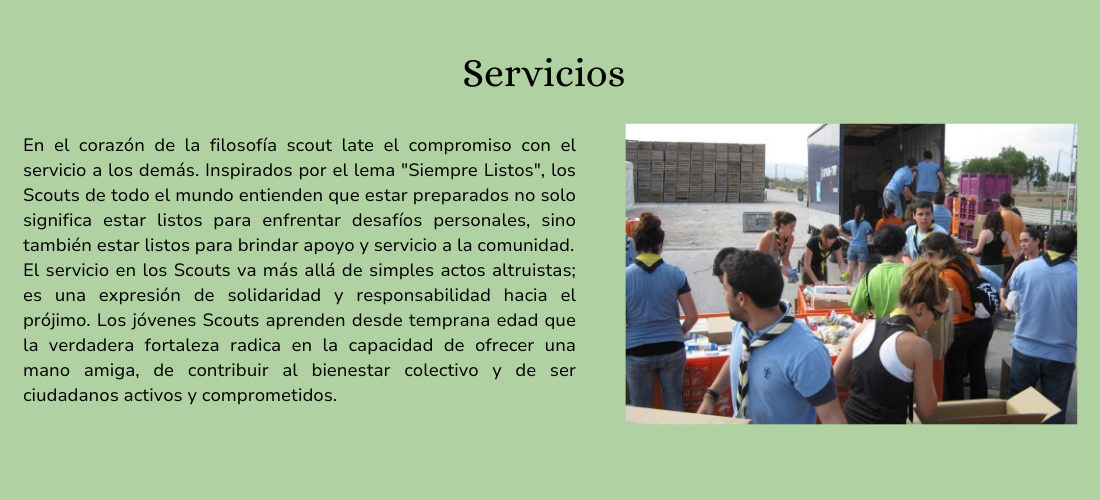 Servicios
En el corazón de la filosofía scout late el compromiso con el
servicio a los demás. Inspirados por el lema "Siempre Listos", los
Scouts de todo el mundo entienden que estar preparados no solo
significa estar listos para enfrentar desafíos personales, sino
también estar listos para brindar apoyo y servicio a la comunidad.
El servicio en los Scouts va más allá de simples actos altruistas;
es una expresión de solidaridad y responsabilidad hacia el
prójimo. Los jóvenes Scouts aprenden desde temprana edad que
la verdadera fortaleza radica en la capacidad de ofrecer una
mano amiga, de contribuir al bienestar colectivo y de ser
ciudadanos activos y comprometidos.